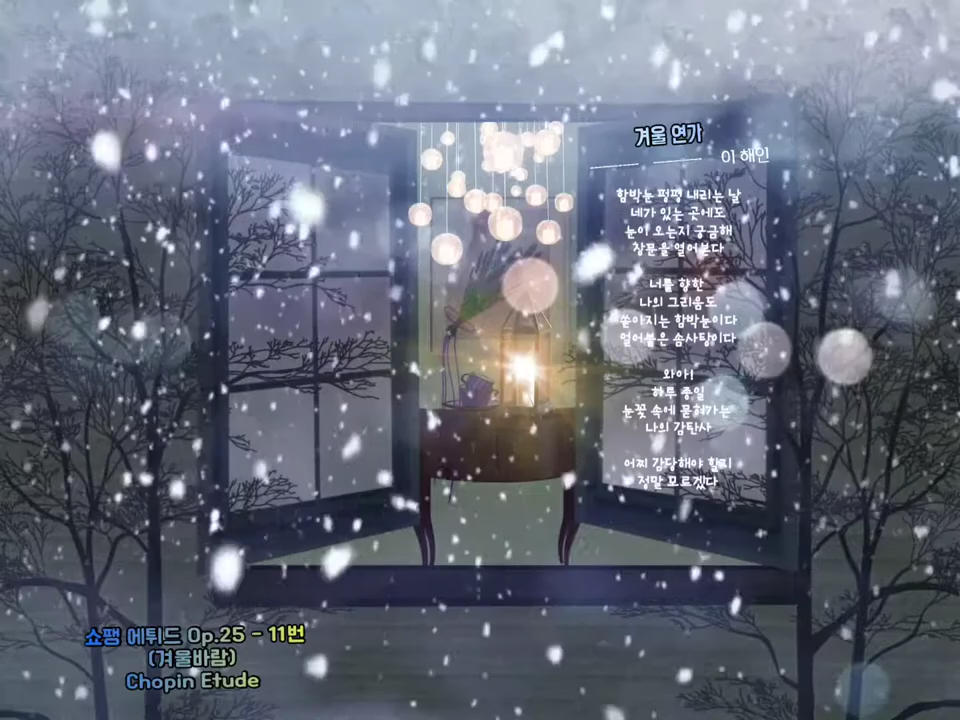 겨울 연가
이 해인
함박눈 펑펑 내리는 날
네가 있는 곳에도
눈이 오는지 궁금해
창문을 열어본다
너를 향한
나의 그리움도
쏟아지는 함박눈이다
얼어붙은 솜사탕이다
와아!
하루 종일
눈꽃 속에 묻혀가는
나의 감탄사
어찌 감당해야 할지
정말 모르겠다
쇼팽 에튀드 Op.25 - 11번
(겨울바람)
Chopin Etude